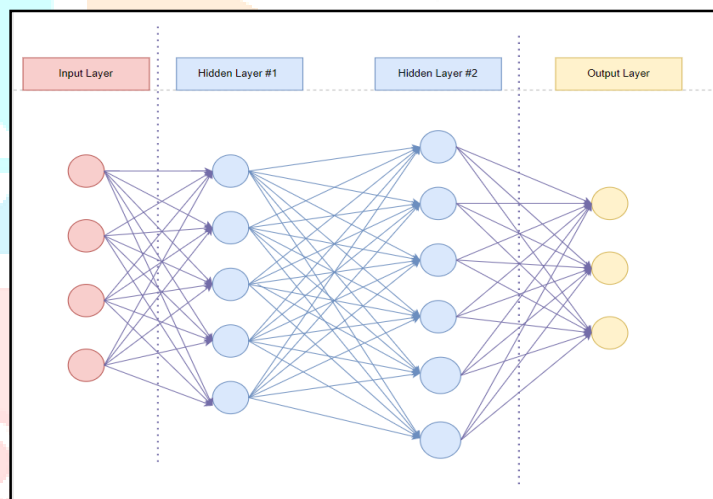 Input Layer
Hidden Layer #1
Hidden Layer #2
Output Layer